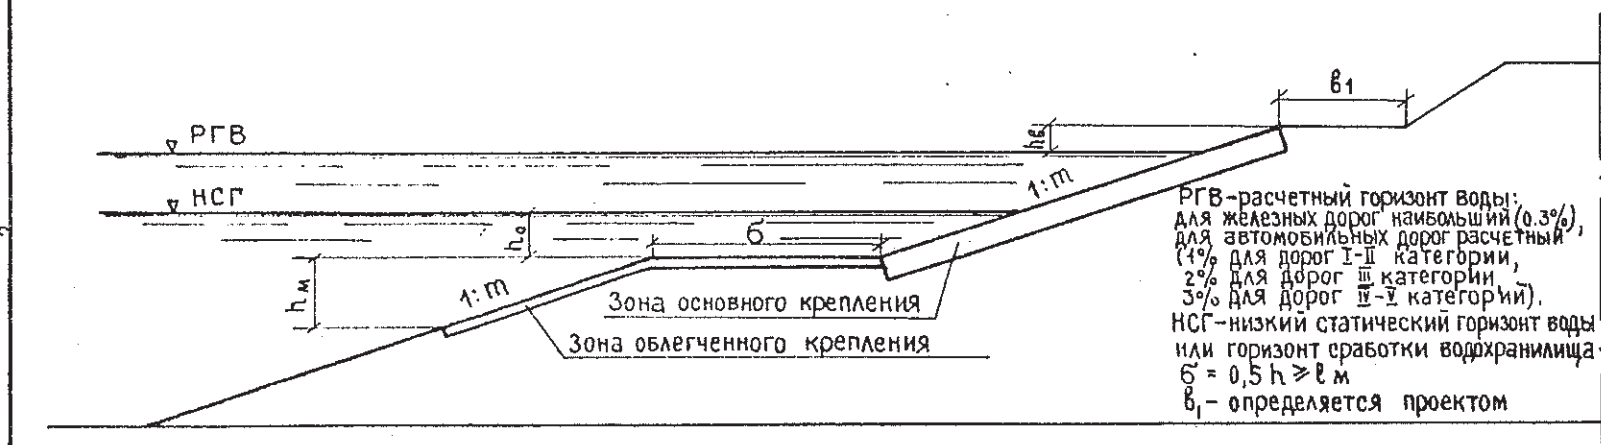 в1
РГВ
hв
НСГ
1:m
hо
б
hм
1:m
Зона основного крепления
Зона облегченного крепления
РГВ-расчетный горизонт воды:
для железных дорог наибольший (0.3%),
для автомобильных дорог расчетный
(1% для дорог I-II категории,
2% для дорог III категории,
3% для дорог IV-V категорий).
НСГ-низкий статический горизонт воды
или горизонт сработки водохранилища.
б = 0,5 h ⩾ ℓ м
в1- определяется проектом
2